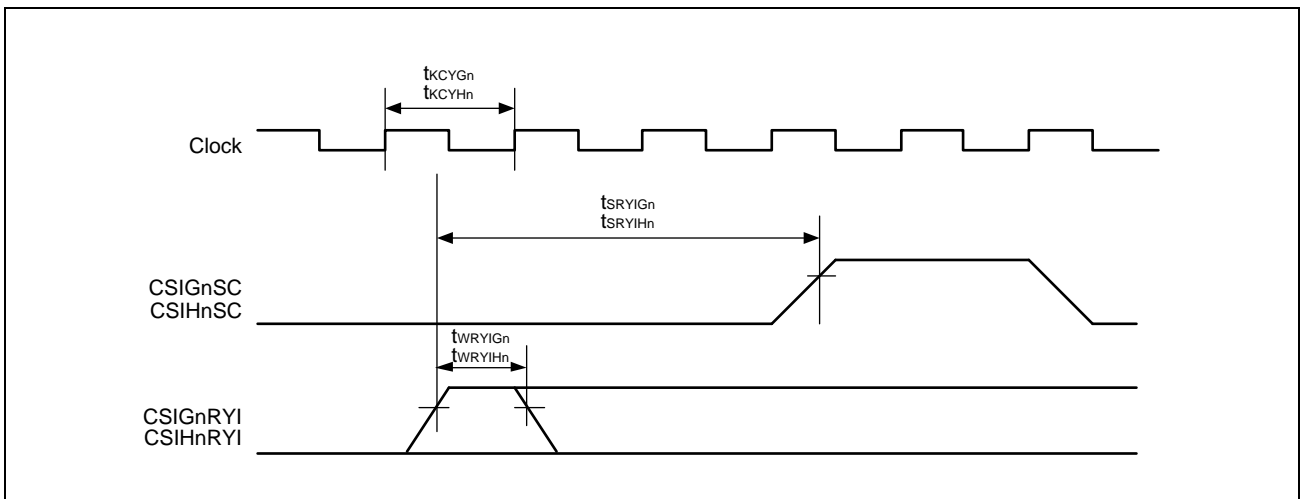 tKCYGn
tKCYHn
Clock
tSRYIGn
tSRYIHn
CSIGnSC
CSIHnSC
tWRYIGn
tWRYIHn
CSIGnRYI
CSIHnRYI